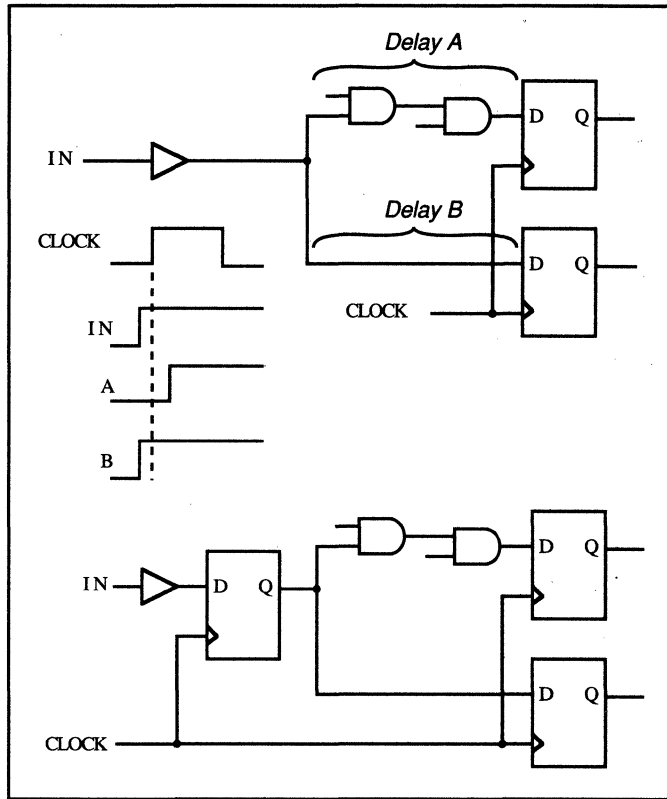 Delay A
D Q
IN
Delay B
CLOCK
D Q
IN
CLOCK
A
B
D Q
IN
D Q
D Q
CLOCK